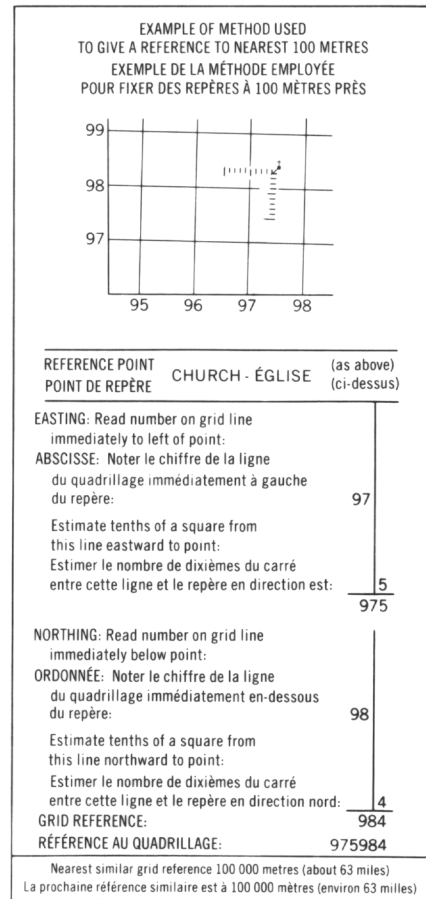 EXAMPLE OF METHOD USED
TO GIVE A REFERENCE TO NEAREST 100 METRES
EXEMPLE DE LA MÉTHODE EMPLOYÉE
POUR FIXER DES REPÈRES À 100 MÈTRES PRÈS
99
98
97
95 96 97 98
REFERENCE POINT
POINT DE REPÈRE
CHURCH - ÉGLISE
(as above)
(ci-dessus)
EASTING: Read number on grid line
immediately to left of point:
ABSCISSE: Noter le chiffre de la ligne
du quadrillage immédiatement à gauche
du repère: 97
Estimate tenths of a square from
this line eastward to point:
Estimer le nombre de dixièmes du carré
entre cette ligne et le repère en direction est: 5
975
NORTHING: Read number on grid line
immediately below point:
ORDONNÉE: Noter le chiffre de la ligne
du quadrillage immédiatement en-dessous
du repère: 98
Estimate tenths of a square from
this line northward to point:
Estimer le nombre de dixièmes du carré
entre cette ligne et le repère en direction nord: 4
GRID REFERENCE: 984
RÉFÉRENCE AU QUADRILLAGE: 975984
Nearest similar grid reference 100 000 metres (about 63 miles)
La prochaine référence similaire est à 100 000 mètres (environ 63 milles)